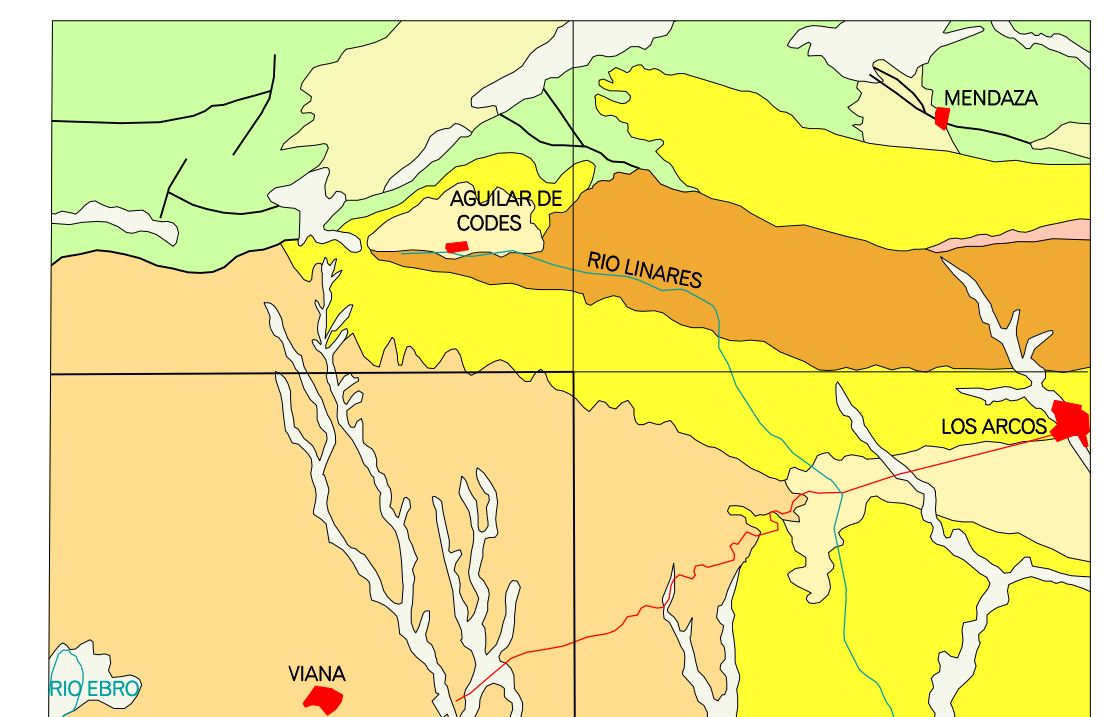 MENDAZA
AGUILAR DE
CODES
RIO LINARES
LOS ARCOS
VIANA
RIO EBRO